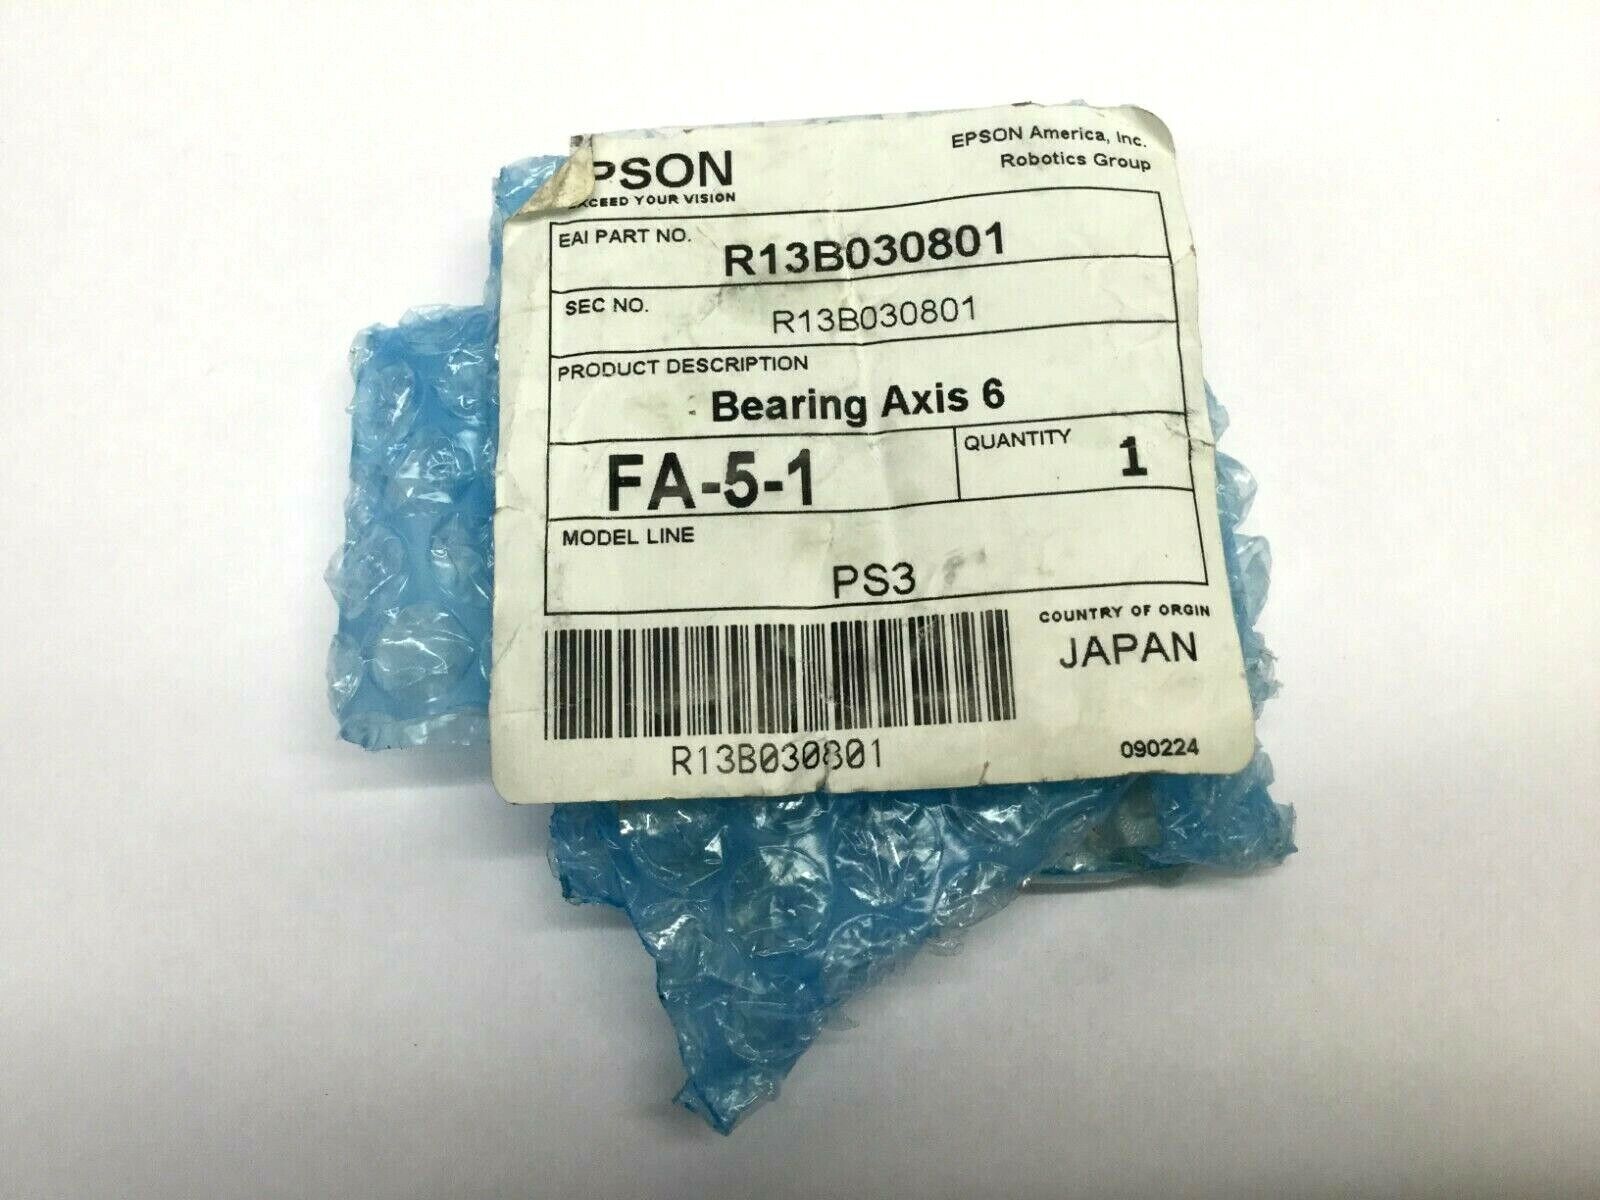 EPSON America, Inc.
Robotics Group
PSON
EXCEED YOUR VISION
EAI PART NO. R13B030801
SEC NO. R13B030801
PRODUCT DESCRIPTION
Bearing Axis 6
FA-5-1 QUANTITY 1
MODEL LINE
PS3
COUNTRY OF ORGIN
JAPAN
R13B030801
090224